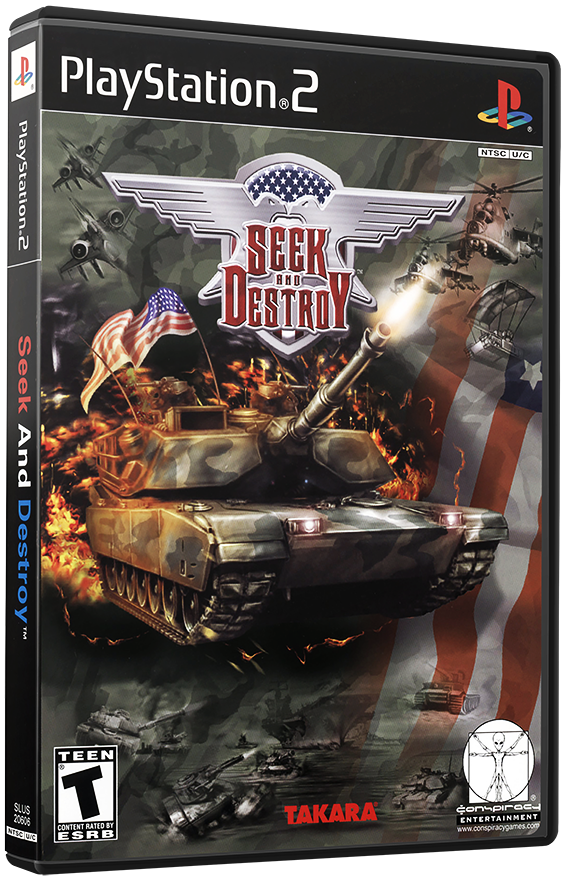 PlayStation®2
NTSC U/C
SEEK
AND
DESTROY™
PlayStation®2
Seek And Destroy™
SLUS
20606
NTSC U/C
TEEN
T
®
CONTENT RATED BY
ESRB
TAKARA®
conspiracy®
ENTERTAINMENT
www.conspiracygames.com